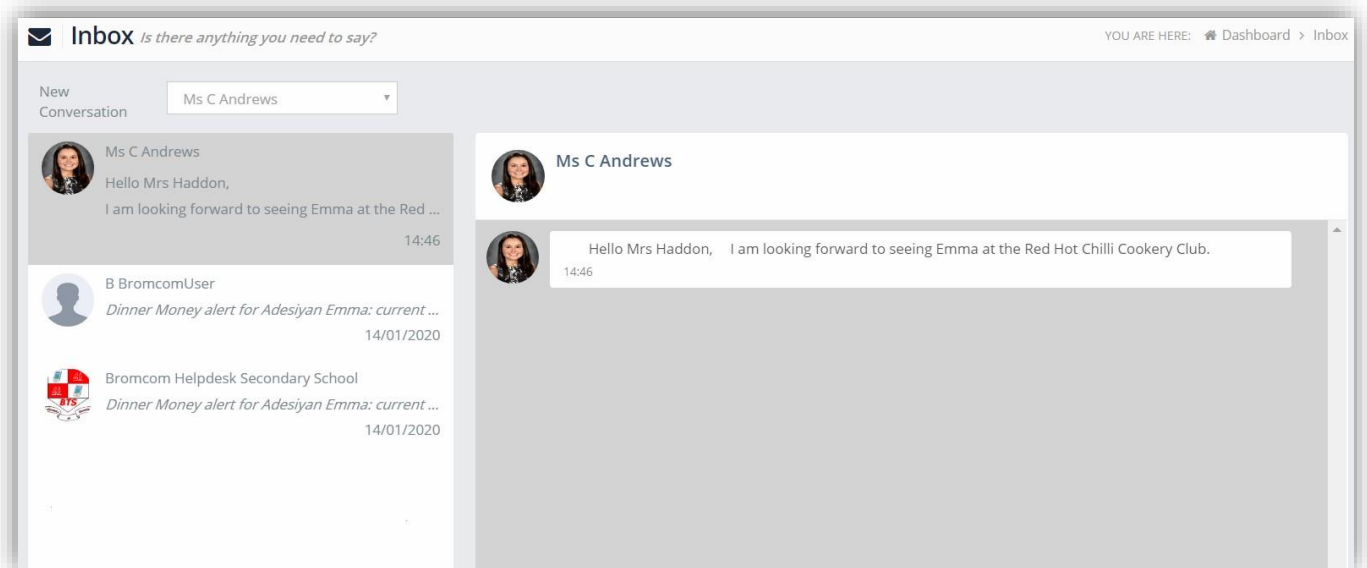 Inbox Is there anything you need to say?
YOU ARE HERE: Dashboard > Inbox
New
Conversation
Ms C Andrews
Ms C Andrews
Hello Mrs Haddon,
I am looking forward to seeing Emma at the Red ...
14:46
B BromcomUser
Dinner Money alert for Adesiyan Emma: current ...
14/01/2020
BTS
Bromcom Helpdesk Secondary School
Dinner Money alert for Adesiyan Emma: current ...
14/01/2020
Ms C Andrews
Hello Mrs Haddon, I am looking forward to seeing Emma at the Red Hot Chilli Cookery Club.
14:46